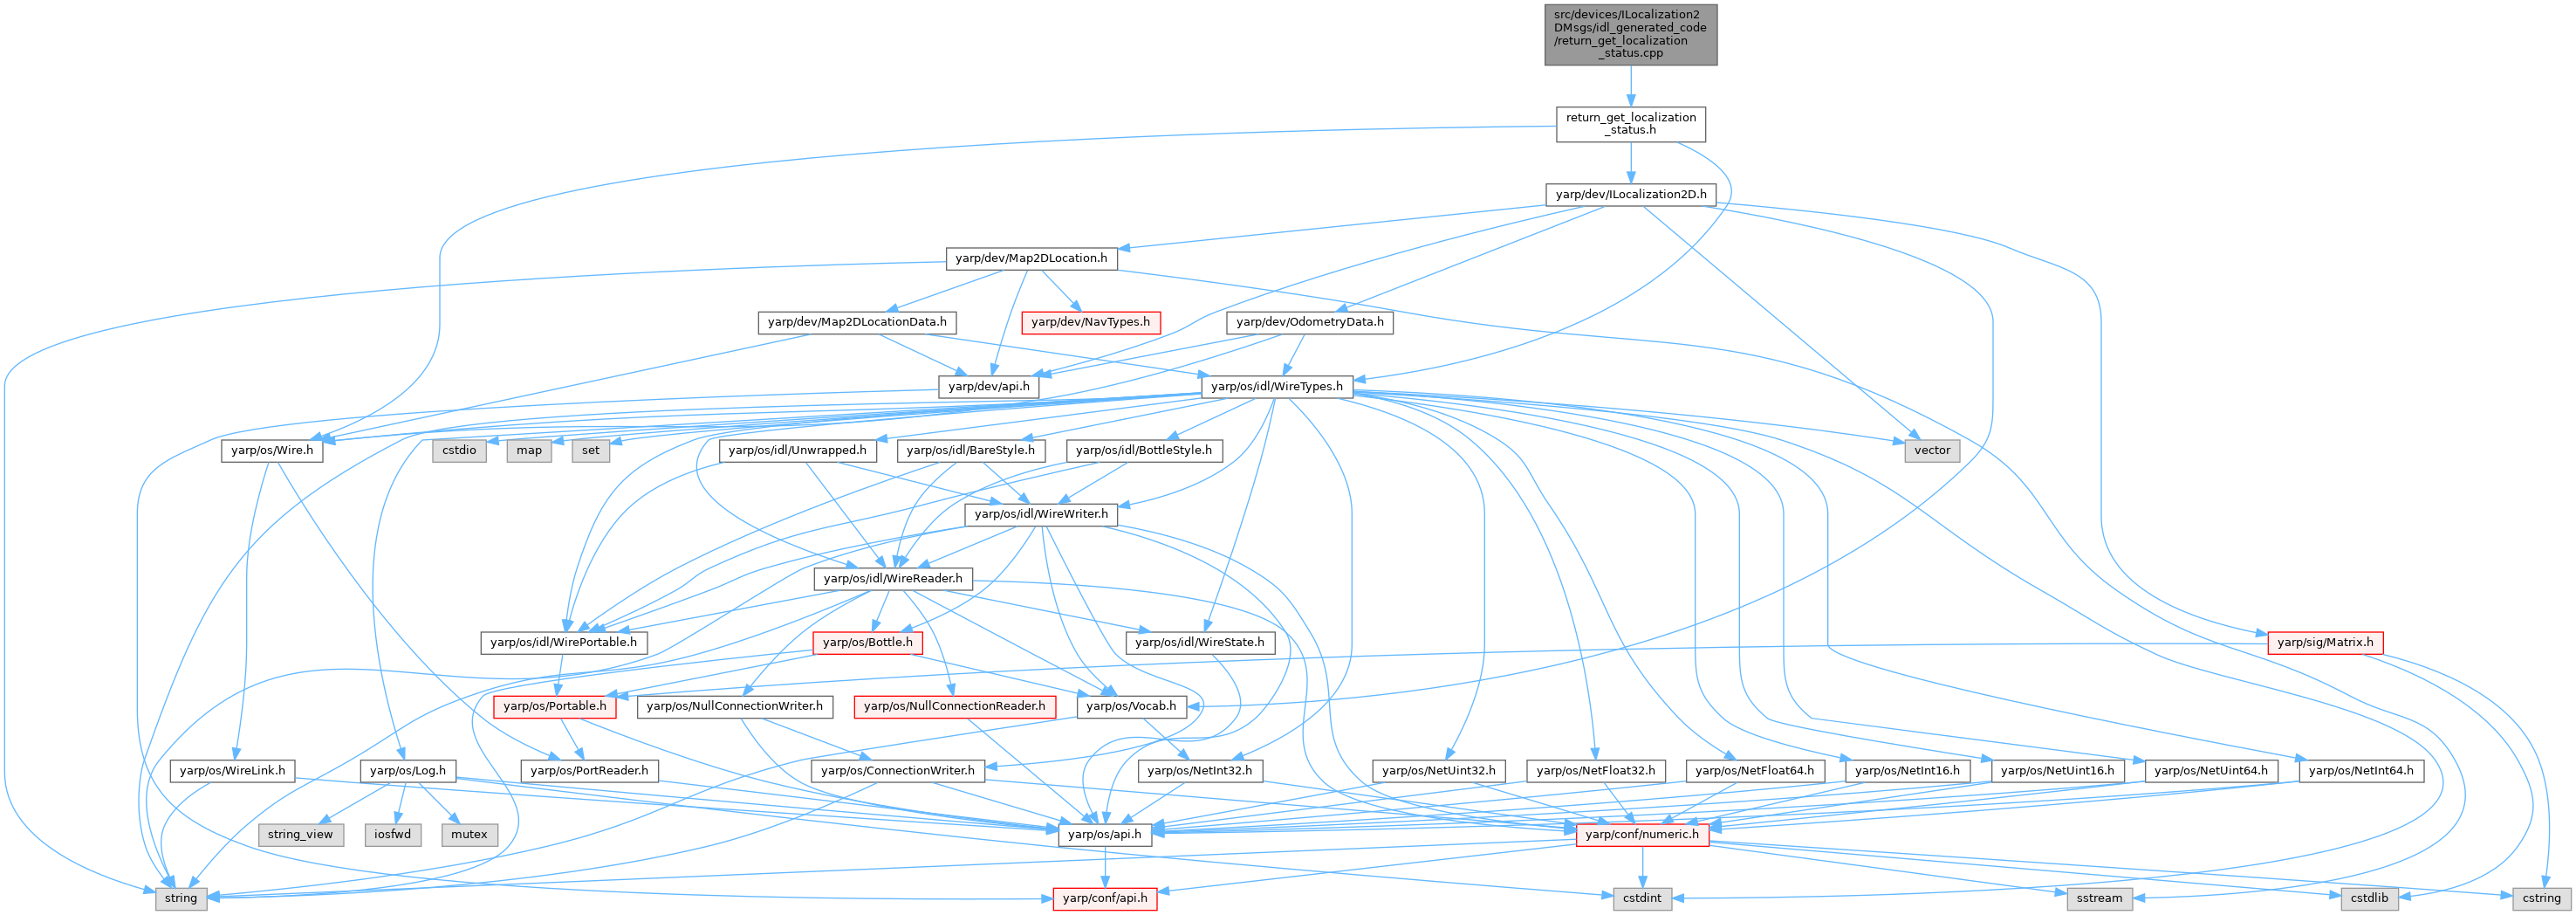 src/devices/ILocalization2
DMsgs/idl_generated_code
/return_get_localization
_status.cpp
return_get_localization
_status.h
yarp/dev/ILocalization2D.h
yarp/dev/Map2DLocation.h
yarp/dev/Map2DLocationData.h
yarp/dev/NavTypes.h
yarp/dev/OdometryData.h
yarp/dev/api.h
yarp/os/idl/WireTypes.h
yarp/os/Wire.h
cstdio
map
set
yarp/os/idl/Unwrapped.h
yarp/os/idl/BareStyle.h
yarp/os/idl/BottleStyle.h
vector
yarp/os/idl/WireWriter.h
yarp/os/idl/WireReader.h
yarp/os/idl/WirePortable.h
yarp/os/Bottle.h
yarp/os/idl/WireState.h
yarp/sig/Matrix.h
yarp/os/Portable.h
yarp/os/NullConnectionWriter.h
yarp/os/NullConnectionReader.h
yarp/os/Vocab.h
yarp/os/WireLink.h
yarp/os/Log.h
yarp/os/PortReader.h
yarp/os/ConnectionWriter.h
yarp/os/NetInt32.h
yarp/os/NetUint32.h
yarp/os/NetFloat32.h
yarp/os/NetFloat64.h
yarp/os/NetInt16.h
yarp/os/NetUint16.h
yarp/os/NetUint64.h
yarp/os/NetInt64.h
string_view
iosfwd
mutex
yarp/os/api.h
yarp/conf/numeric.h
string
yarp/conf/api.h
cstdint
sstream
cstdlib
cstring